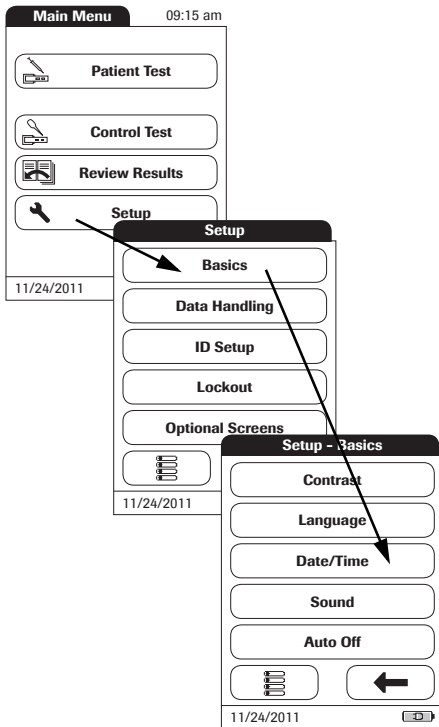 Main Menu 09:15 am
Patient Test
Control Test
Review Results
Setup
11/24/2011
Setup
Basics
Data Handling
ID Setup
Lockout
Optional Screens
11/24/2011
Setup - Basics
Contrast
Language
Date/Time
Sound
Auto Off
11/24/2011